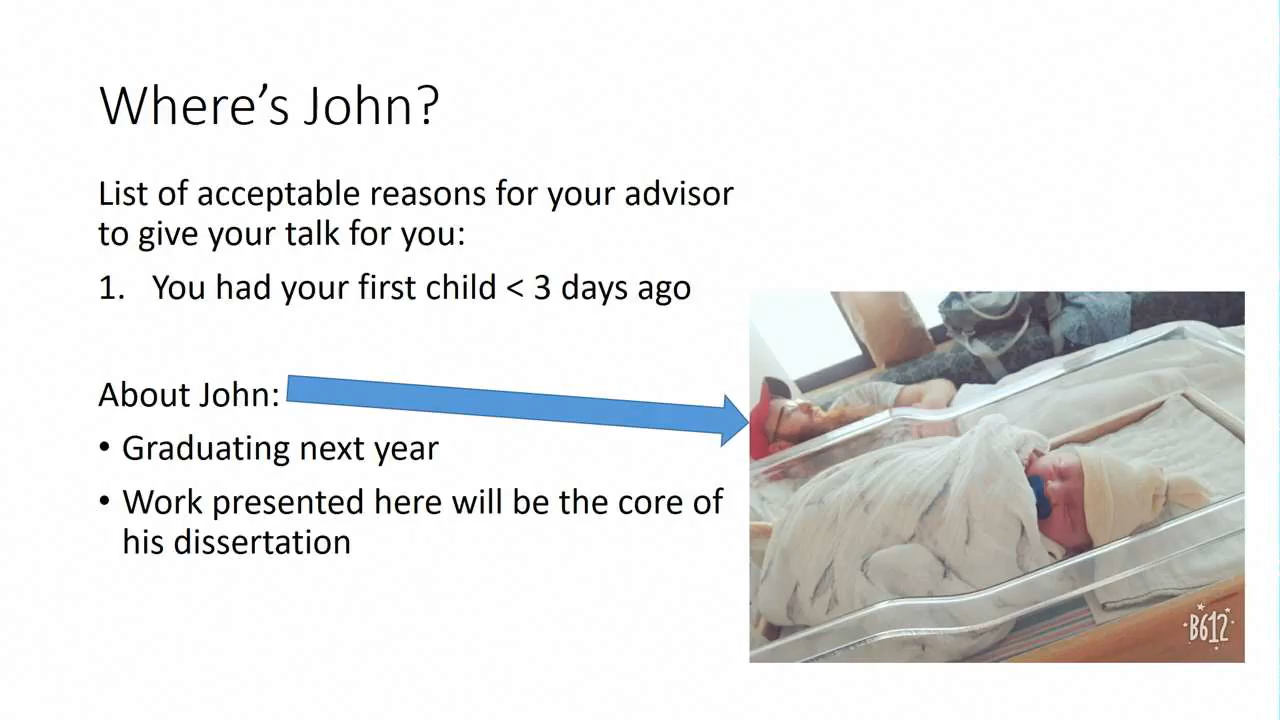 Where's John?
List of acceptable reasons for your advisor
to give your talk for you:
1. You had your first child < 3 days ago
About John:
• Graduating next year
• Work presented here will be the core of
his dissertation
B612